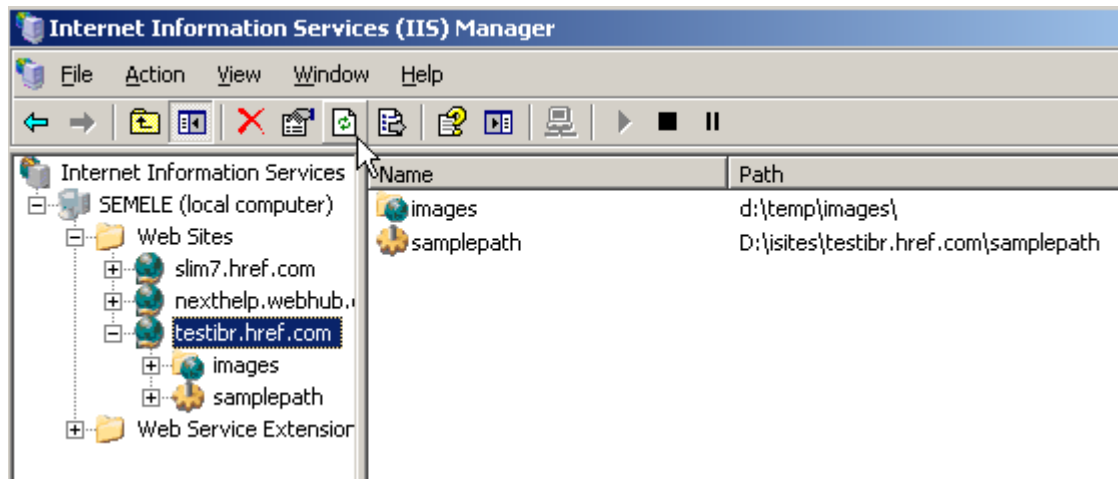 Internet Information Services (IIS) Manager
File Action View Window Help
Internet Information Services
SEMELE (local computer)
Web Sites
slim7.href.com
nexthelp.webhub.
testibr.href.com
images
samplepath
Web Service Extension
Name Path
images d:\temp\images\
samplepath D:\isites\testibr.href.com\samplepath